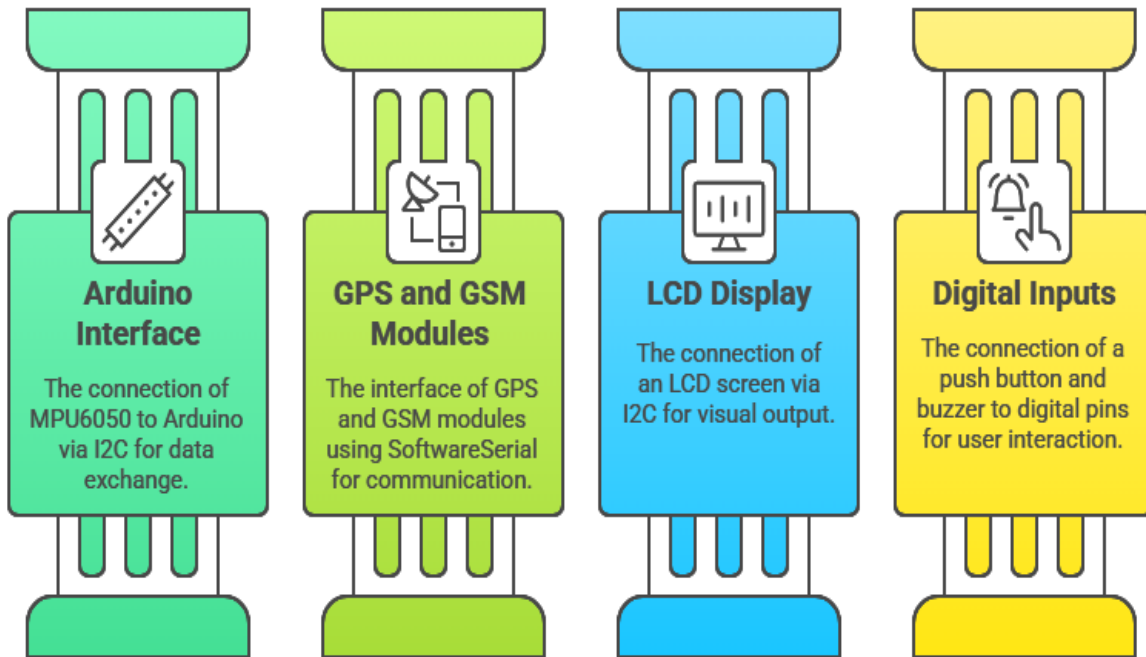 Arduino
Interface
The connection of
MPU6050 to Arduino
via I2C for data
exchange.
GPS and GSM
Modules
The interface of GPS
and GSM modules
using SoftwareSerial
for communication.
LCD Display
The connection of
an LCD screen via
I2C for visual output.
Digital Inputs
The connection of a
push button and
buzzer to digital pins
for user interaction.